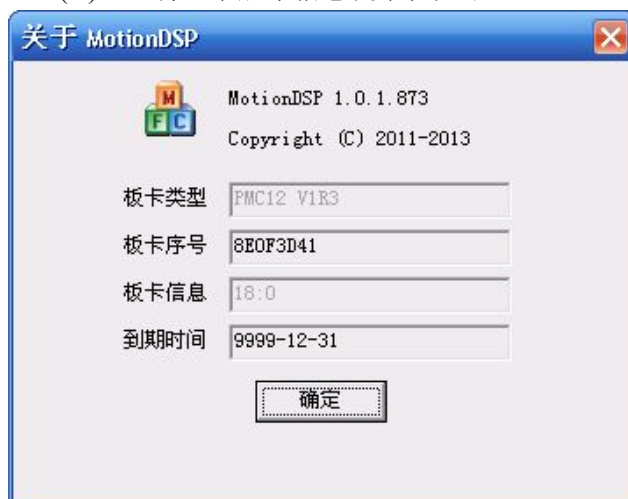 关于 MotionDSP
M
F C
MotionDSP 1.0.1.873
Copyright (C) 2011-2013
板卡类型 PMC12 V1R3
板卡序号 8E0F3D41
板卡信息 18:0
到期时间 9999-12-31
确定